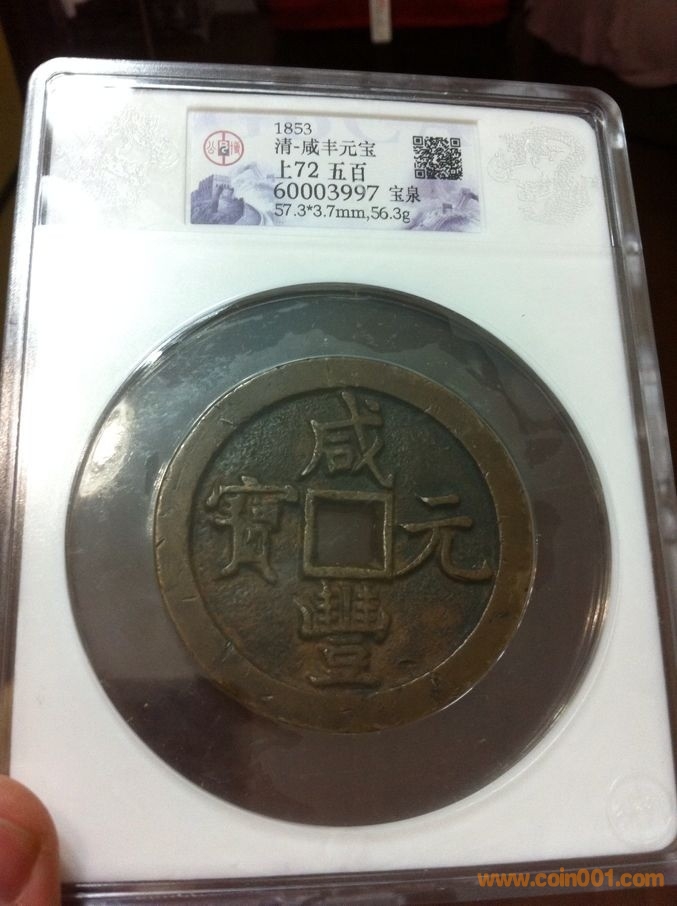 1853
清-咸丰元宝
上72 五百
60003997 宝泉
57.3*3.7mm,56.3g
咸
寶 元
豐
www.coin001.com